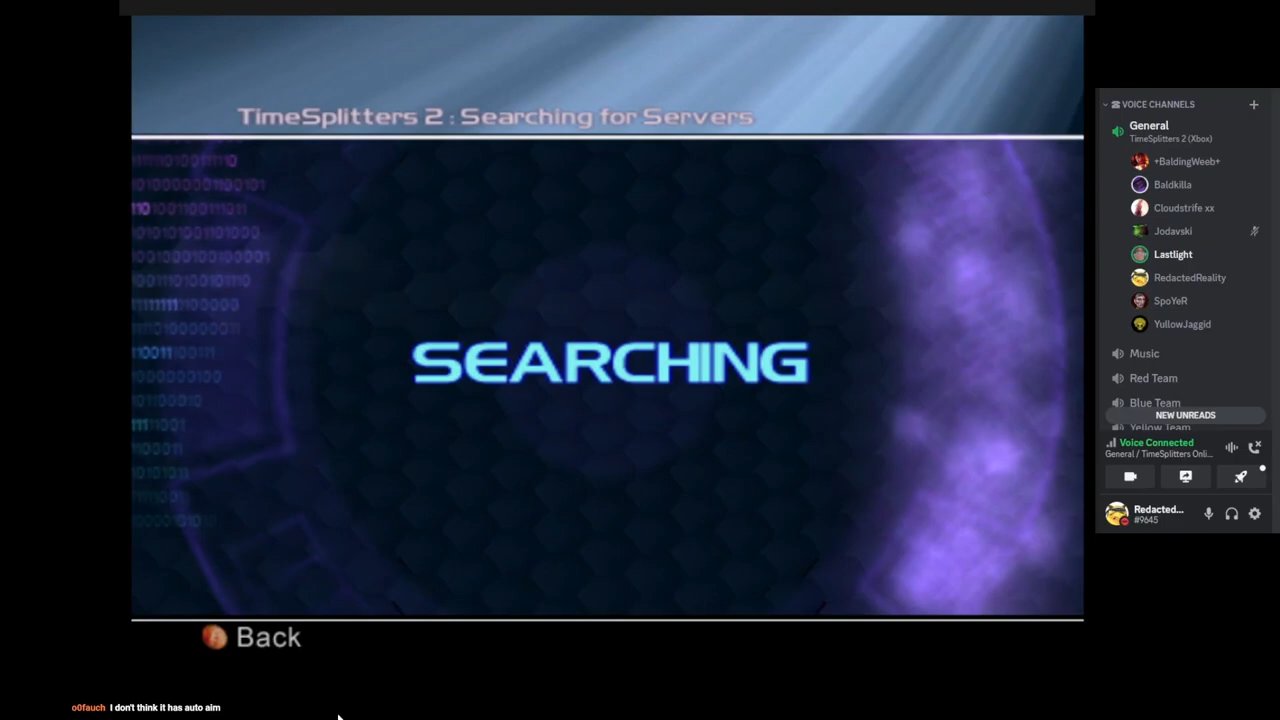 TimeSplitters 2 : Searching for Servers
SEARCHING
Back
o0fauch I don't think it has auto aim
VOICE CHANNELS
General
TimeSplitters 2 (Xbox)
+BaldingWeeb+
Baldkilla
Cloudstrife xx
Jodavski
Lastlight
RedactedReality
SpoYeR
YullowJaggid
Music
Red Team
Blue Team
NEW UNREADS
Yellow Team
Voice Connected
General / TimeSplitters Onli...
Redacted...
#9645